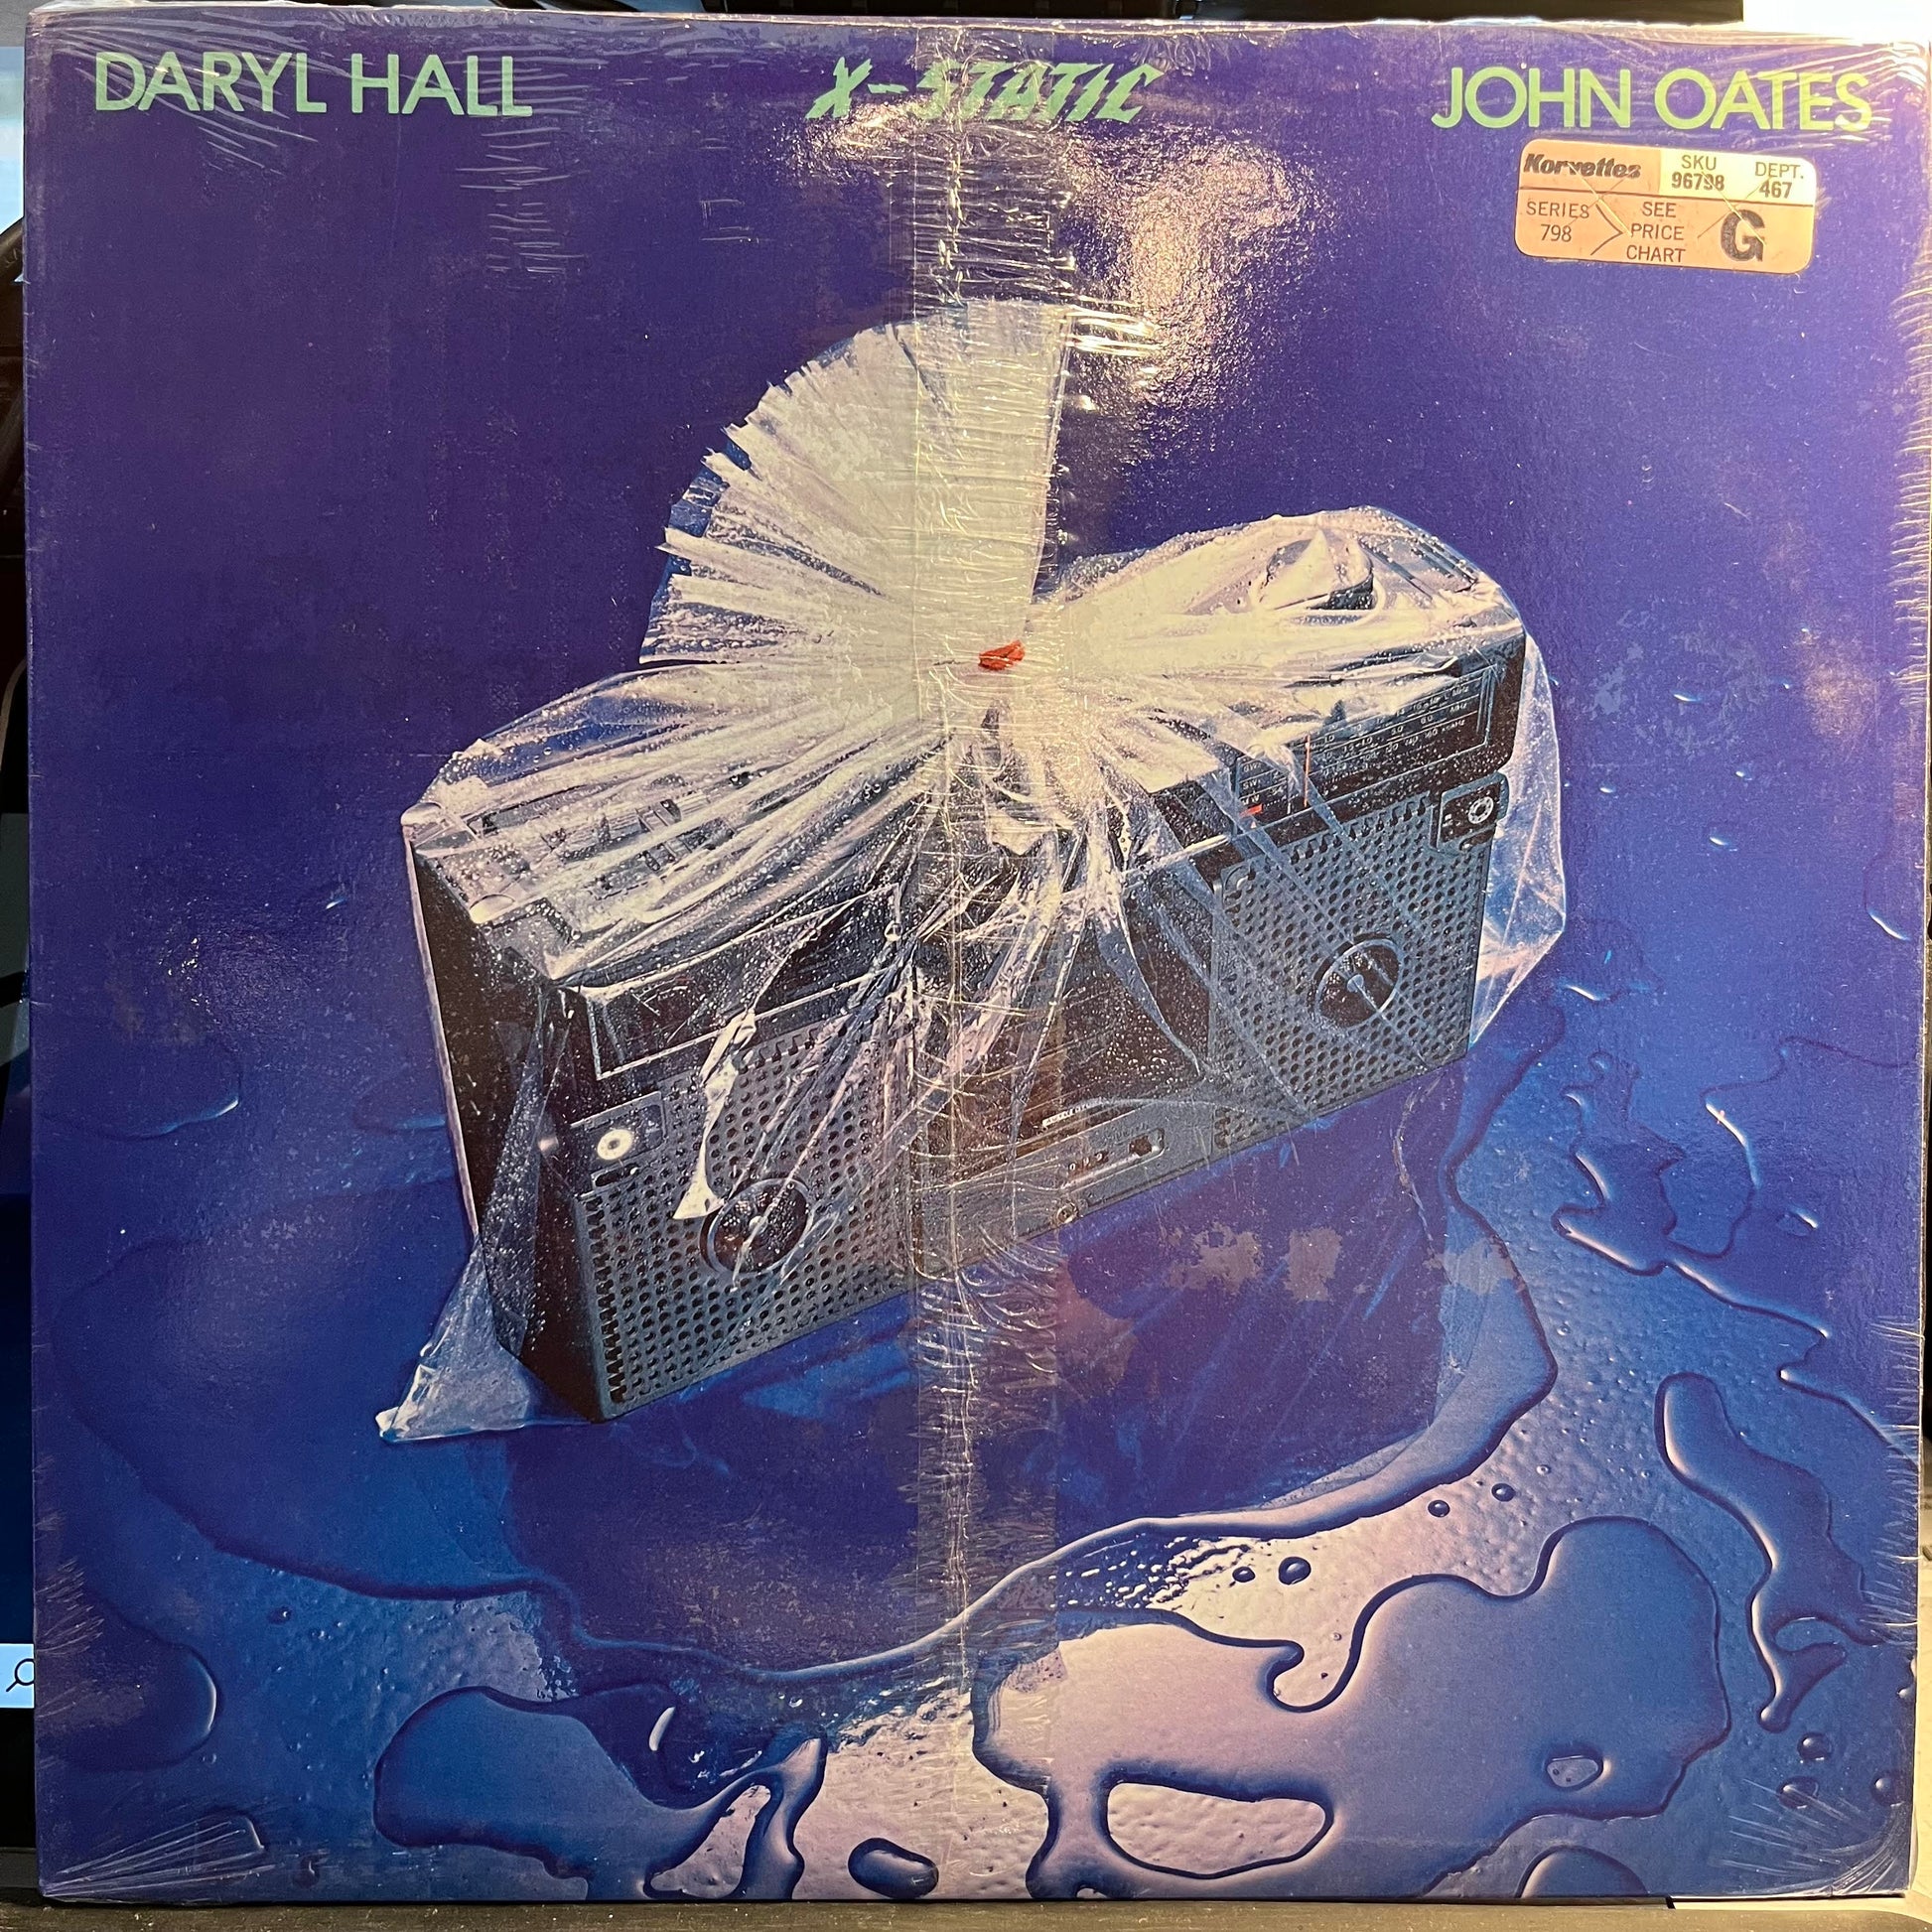 DARYL HALL
X-STATIC
JOHN OATES
Korvettes
SKU
96798
DEPT.
467
SERIES
798
SEE
PRICE
CHART
G